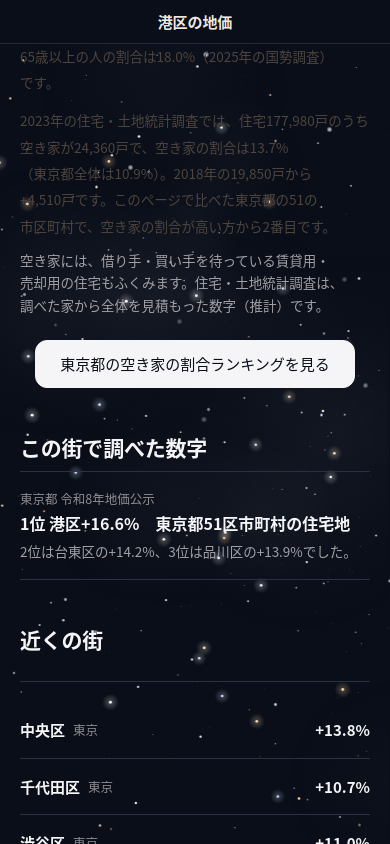 港区の地価
65歳以上の人の割合は18.0%（2025年の国勢調査）
です。
2023年の住宅・土地統計調査では、住宅177,980戸のうち
空き家が24,360戸で、空き家の割合は13.7%
（東京都全体は10.9%）。2018年の19,850戸から
+4,510戸です。このページで比べた東京都の51の
市区町村で、空き家の割合が高い方から2番目です。
空き家には、借り手・買い手を待っている賃貸用・
売却用の住宅もふくみます。住宅・土地統計調査は、
調べた家から全体を見積もった数字（推計）です。
東京都の空き家の割合ランキングを見る
この街で調べた数字
東京都 令和8年地価公示
1位 港区+16.6%　東京都51区市町村の住宅地
2位は台東区の+14.2%、3位は品川区の+13.9%でした。
近くの街
中央区 東京 +13.8%
千代田区 東京 +10.7%
渋谷区 東京 +11.0%